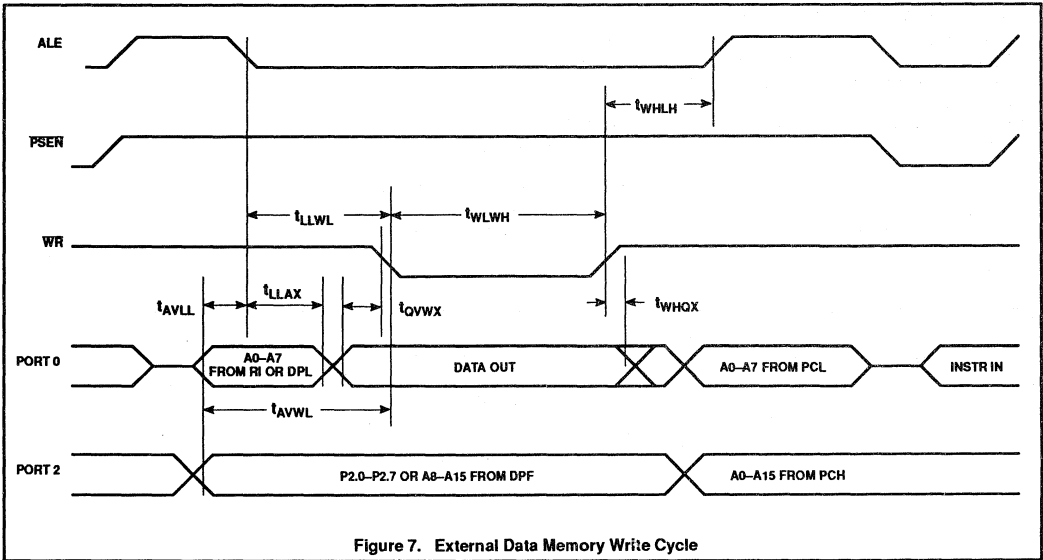 ALE
tWHLH
PSEN
tLLWL
tWLWH
WR
tAVLL
tLLAX
tQVWX
tWHQX
PORT 0
A0–A7
FROM RI OR DPL
DATA OUT
A0–A7 FROM PCL
INSTR IN
tAVWL
PORT 2
P2.0–P2.7 OR A8–A15 FROM DPF
A0–A15 FROM PCH
Figure 7. External Data Memory Write Cycle